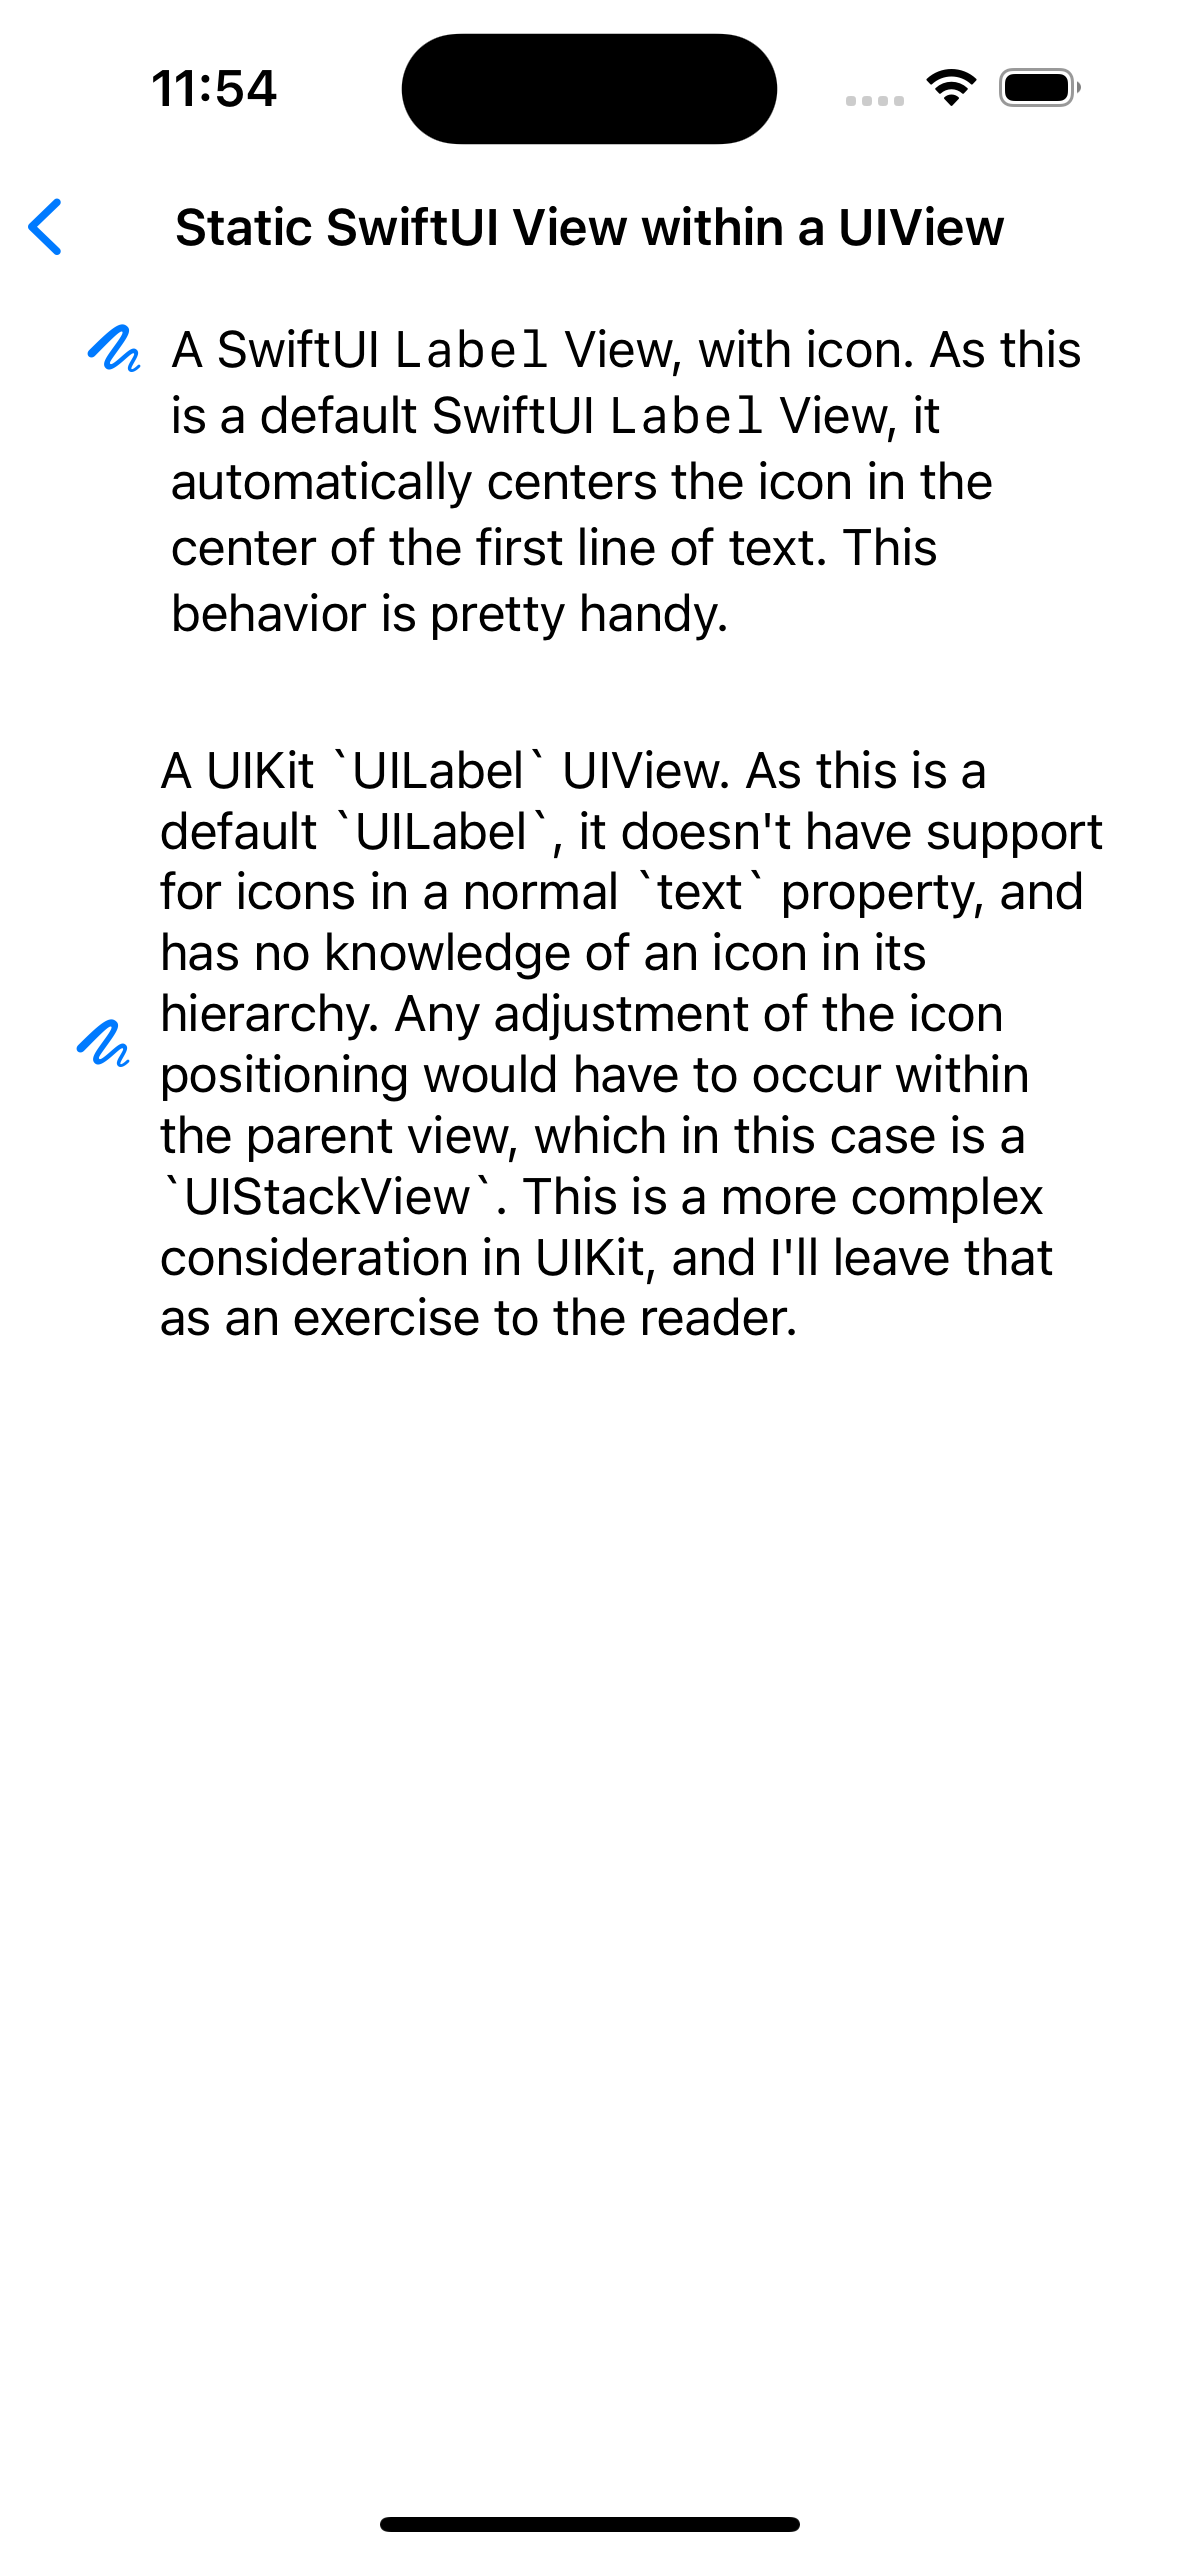 11:54
Static SwiftUI View within a UIView
A SwiftUI Label View, with icon. As this
is a default SwiftUI Label View, it
automatically centers the icon in the
center of the first line of text. This
behavior is pretty handy.
A UIKit `UILabel` UIView. As this is a
default `UILabel`, it doesn't have support
for icons in a normal `text` property, and
has no knowledge of an icon in its
hierarchy. Any adjustment of the icon
positioning would have to occur within
the parent view, which in this case is a
`UIStackView`. This is a more complex
consideration in UIKit, and I'll leave that
as an exercise to the reader.